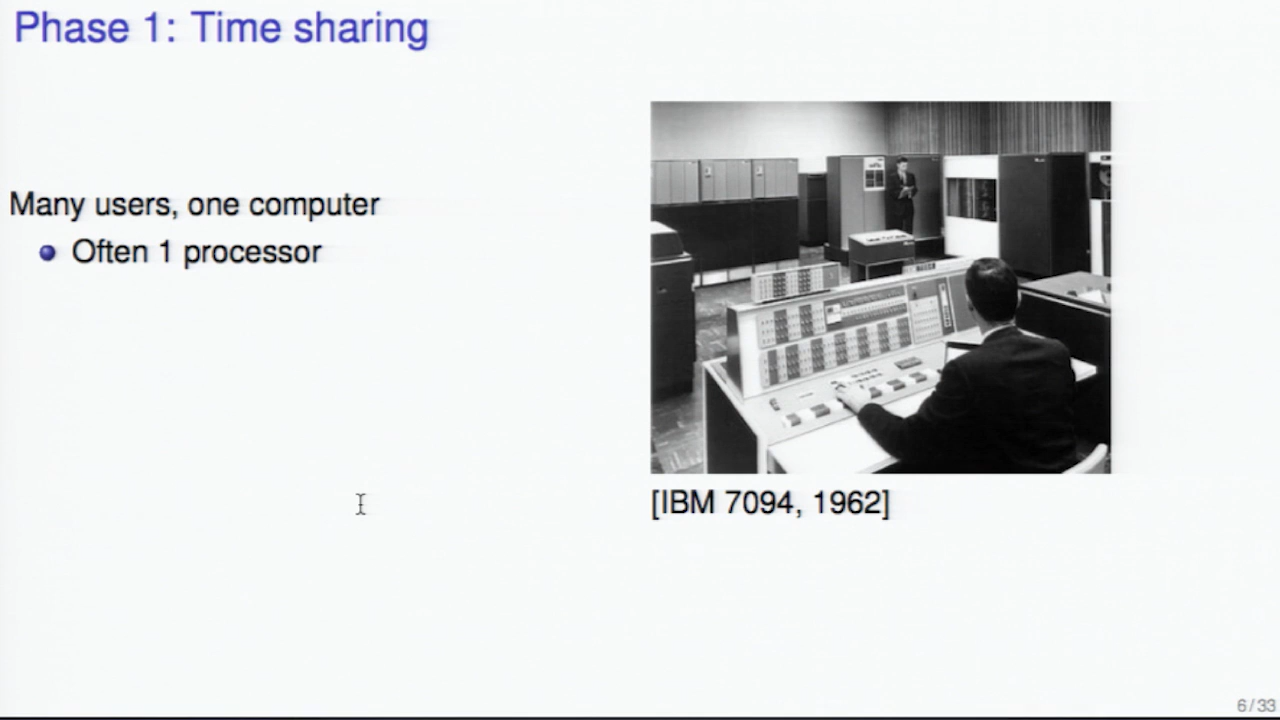 Phase 1: Time sharing
Many users, one computer
Often 1 processor
[IBM 7094, 1962]
6/33